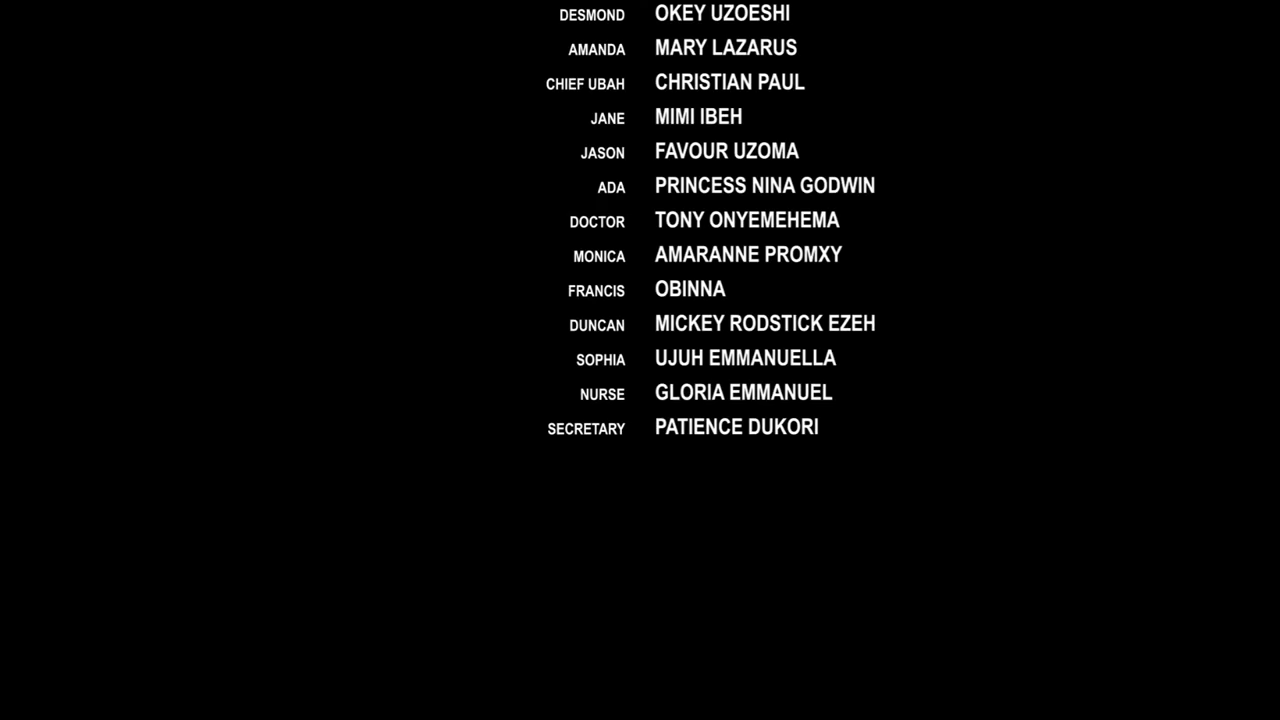 DESMOND OKEY UZOESHI
AMANDA MARY LAZARUS
CHIEF UBAH CHRISTIAN PAUL
JANE MIMI IBEH
JASON FAVOUR UZOMA
ADA PRINCESS NINA GODWIN
DOCTOR TONY ONYEMEHEMA
MONICA AMARANNE PROMXY
FRANCIS OBINNA
DUNCAN MICKEY RODSTICK EZEH
SOPHIA UJUH EMMANUELLA
NURSE GLORIA EMMANUEL
SECRETARY PATIENCE DUKORI